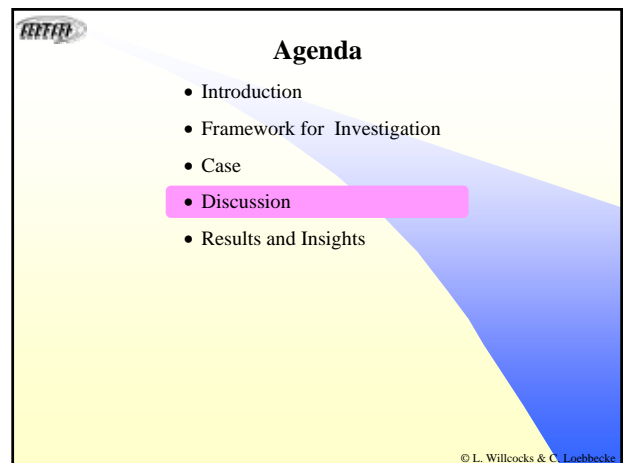 Agenda
• Introduction
• Framework for Investigation
• Case
• Discussion
• Results and Insights
© L. Willcocks & C. Loebbecke